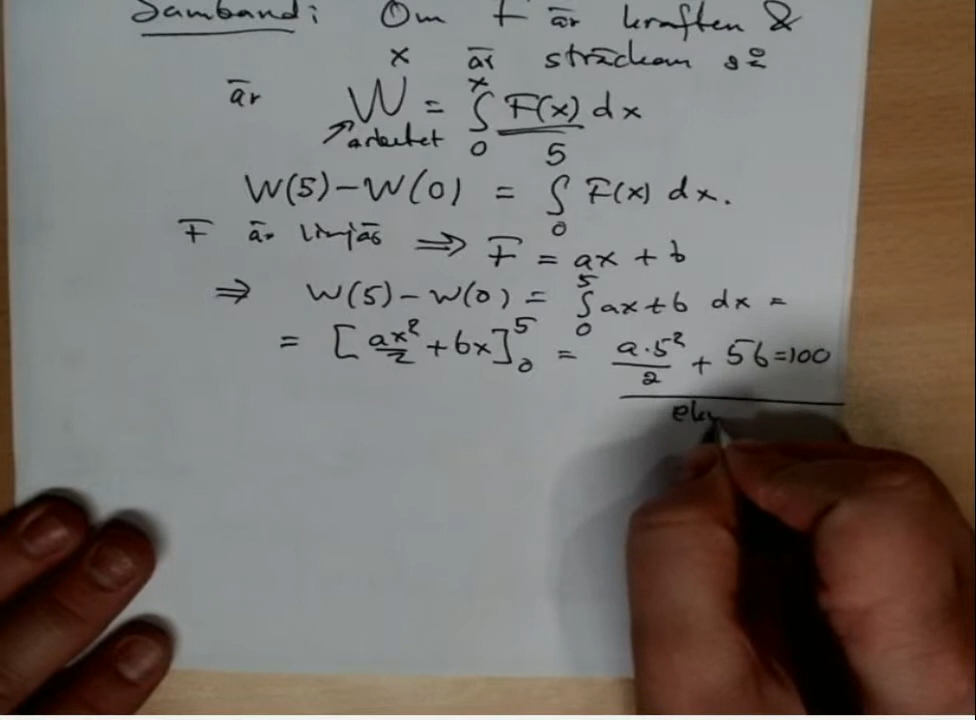 Samband: Om F är kraften &
x är sträckan så
är W = ∫₀ˣ F(x) dx
↗arbetet
W(5) - W(0) = ∫₀⁵ F(x) dx.
F är linjär ⇒ F = ax + b
⇒ W(5) - W(0) = ∫₀⁵ ax + b dx =
= [ax²/2 + bx]₀⁵ = a·5²/2 + 5b = 100
ekv